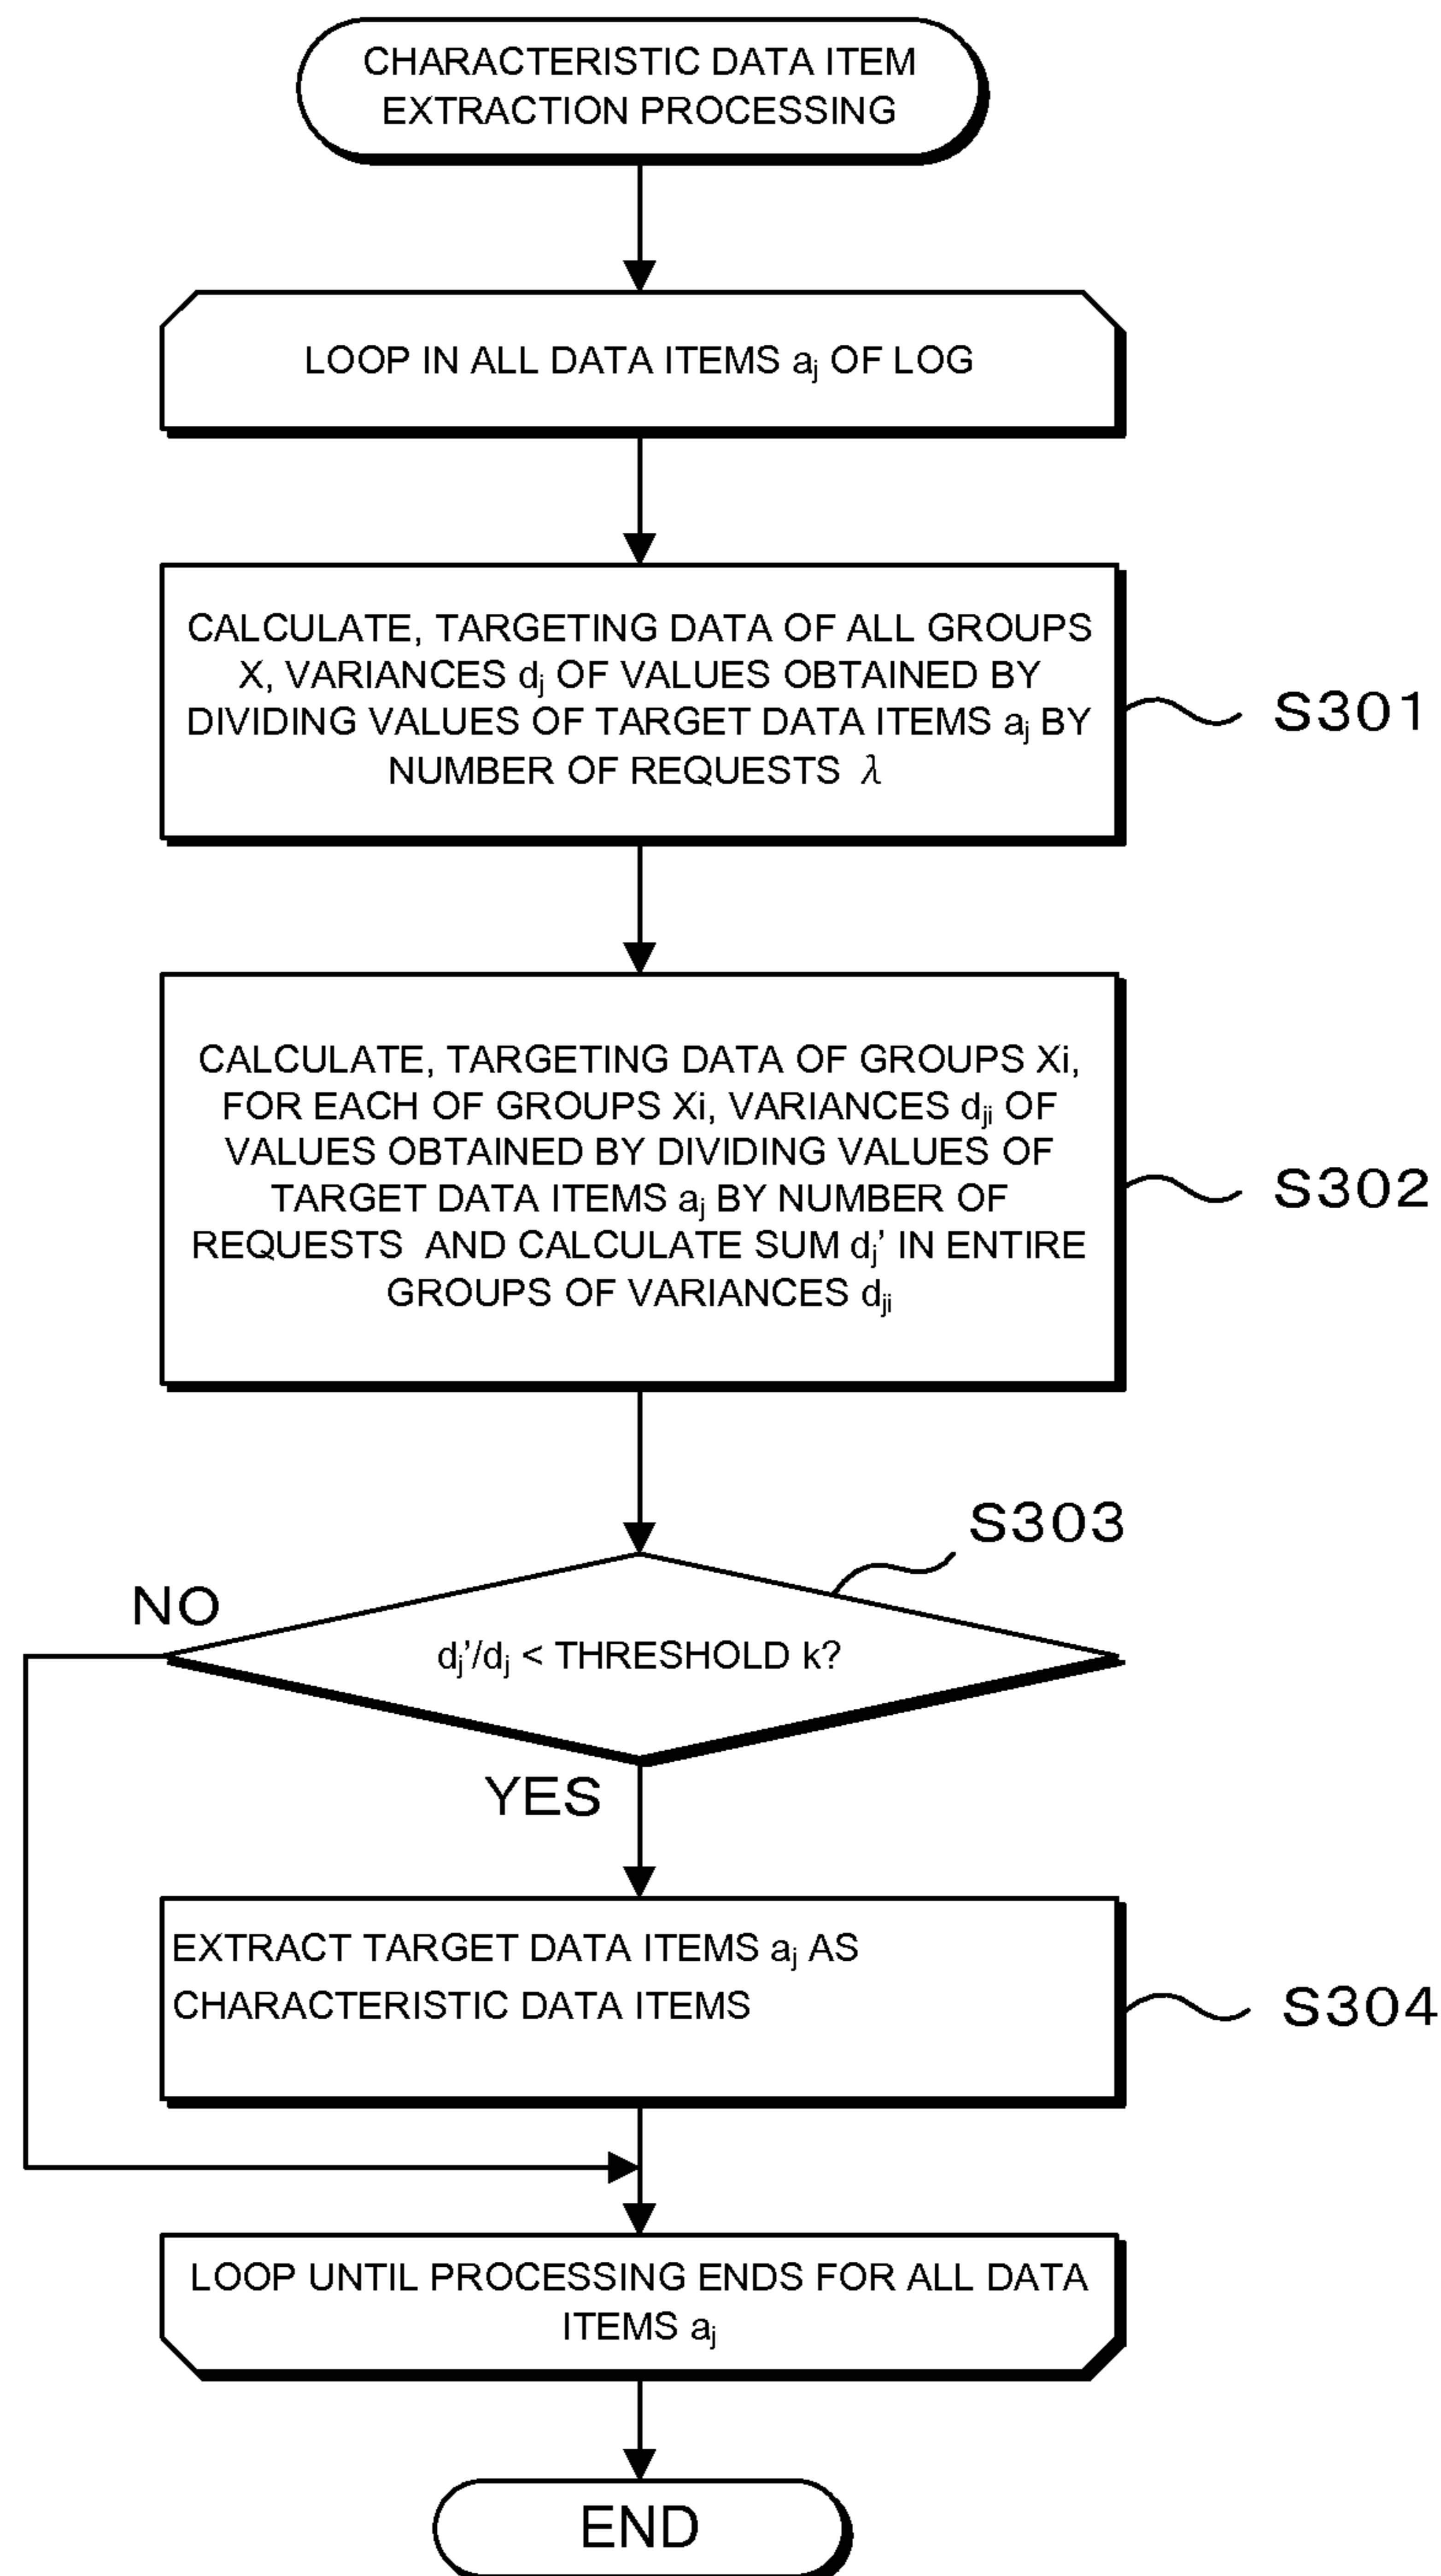 CHARACTERISTIC DATA ITEM
EXTRACTION PROCESSING
LOOP IN ALL DATA ITEMS aj OF LOG
CALCULATE, TARGETING DATA OF ALL GROUPS
X, VARIANCES dj OF VALUES OBTAINED BY
DIVIDING VALUES OF TARGET DATA ITEMS aj BY
NUMBER OF REQUESTS λ
S301
CALCULATE, TARGETING DATA OF GROUPS Xi,
FOR EACH OF GROUPS Xi, VARIANCES dji OF
VALUES OBTAINED BY DIVIDING VALUES OF
TARGET DATA ITEMS aj BY NUMBER OF
REQUESTS AND CALCULATE SUM dj’ IN ENTIRE
GROUPS OF VARIANCES dji
S302
S303
NO
dj’/dj < THRESHOLD k?
YES
EXTRACT TARGET DATA ITEMS aj AS
CHARACTERISTIC DATA ITEMS
S304
LOOP UNTIL PROCESSING ENDS FOR ALL DATA
ITEMS aj
END